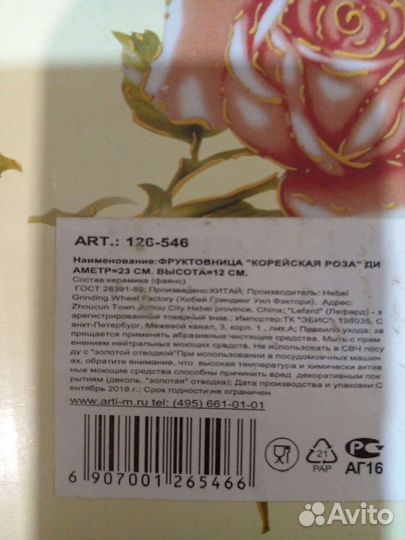 ART.: 126-546
Наименование:ФРУКТОВНИЦА "КОРЕЙСКАЯ РОЗА" ДИ
АМЕТР=23 СМ. ВЫСОТА=12 СМ.
Состав:керамика (фаянс)
ГОСТ 28391-89; Произведено:КИТАЙ; Производитель: Hebei
Grinding Wheel Factory (Хебей Гриндинг Уил Фэктори). Адрес:
Zhoucun Town Jizhou City Hebei province, China; "Lefard" (Лефард) - з
арегистрированный товарный знак.; Импортер:ТК "ЭБИС", 198035, С
анкт-Петербург, Межевой канал, 3, корп. 1, лит.А; Правила ухода: за
прещается применять абразивные чистящие средства. Мыть с прим
енением нейтральных моющих средств. Не использовать в СВЧ посу
ду с "золотой отводкой".При использовании в посудомоечных машин
ах, имейте ввиду, что высокая температура и химически актив
ные моющие средства способны причинить вред декоративным пок
рытиям (деколь, "золотая" отводка); Дата производства и упаковки:С
ентябрь 2018 г.; Срок годности:не ограничен
www.arti-m.ru тел: (495) 661-01-01
6 907001 265466
21
PAP
АГ16
Avito